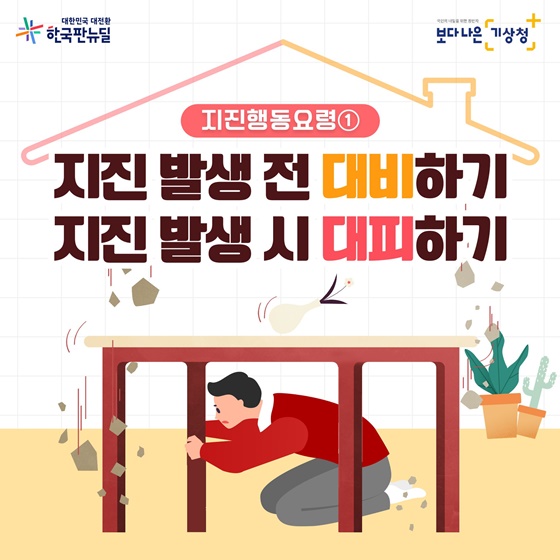 대한민국 대전환
한국판뉴딜
보다 나은 기상청
지진행동요령①
지진 발생 전 대비하기
지진 발생 시 대피하기